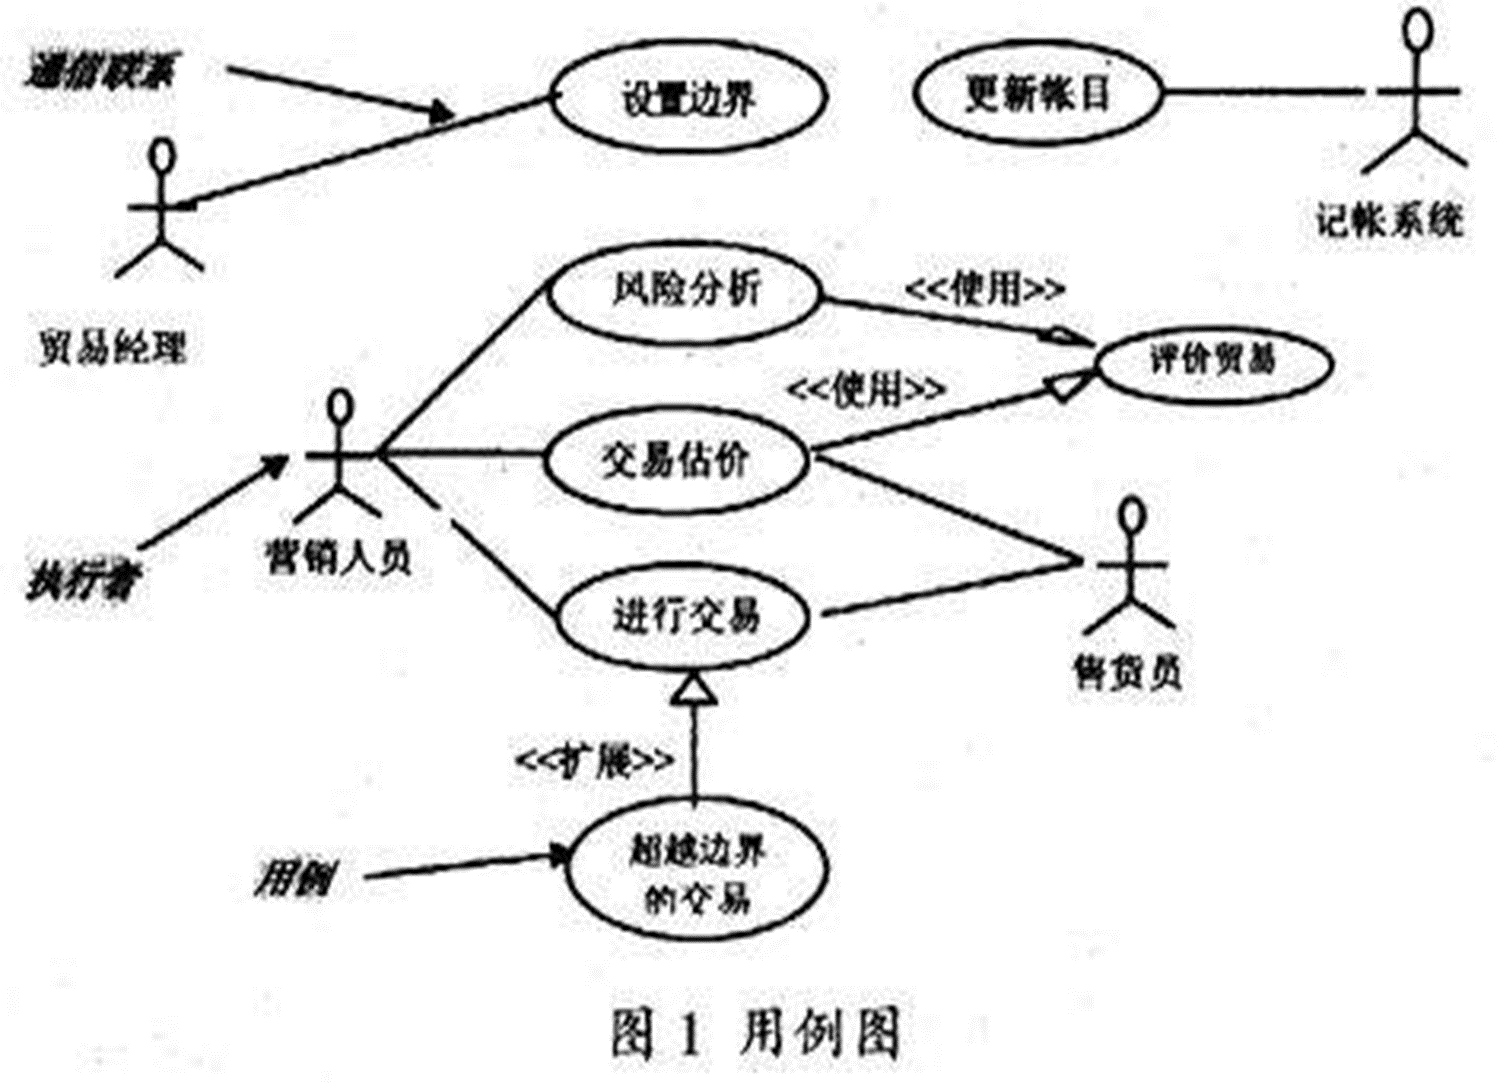 通信联系
设置边界
更新帐目
记帐系统
贸易经理
风险分析
<<使用>>
评价贸易
<<使用>>
交易估价
执行者
营销人员
进行交易
售货员
<<扩展>>
用例
超越边界
的交易
图1 用例图